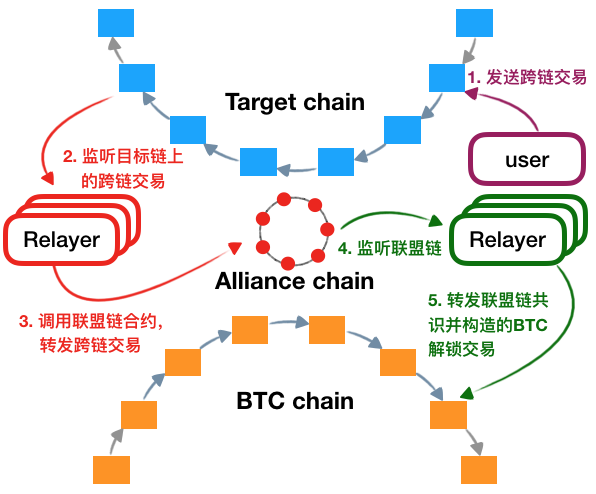 1. 发送跨链交易
Target chain
2. 监听目标链上
的跨链交易
user
Relayer
4. 监听联盟链
Relayer
Alliance chain
3. 调用联盟链合约,
转发跨链交易
5. 转发联盟链共
识并构造的BTC
解锁交易
BTC chain